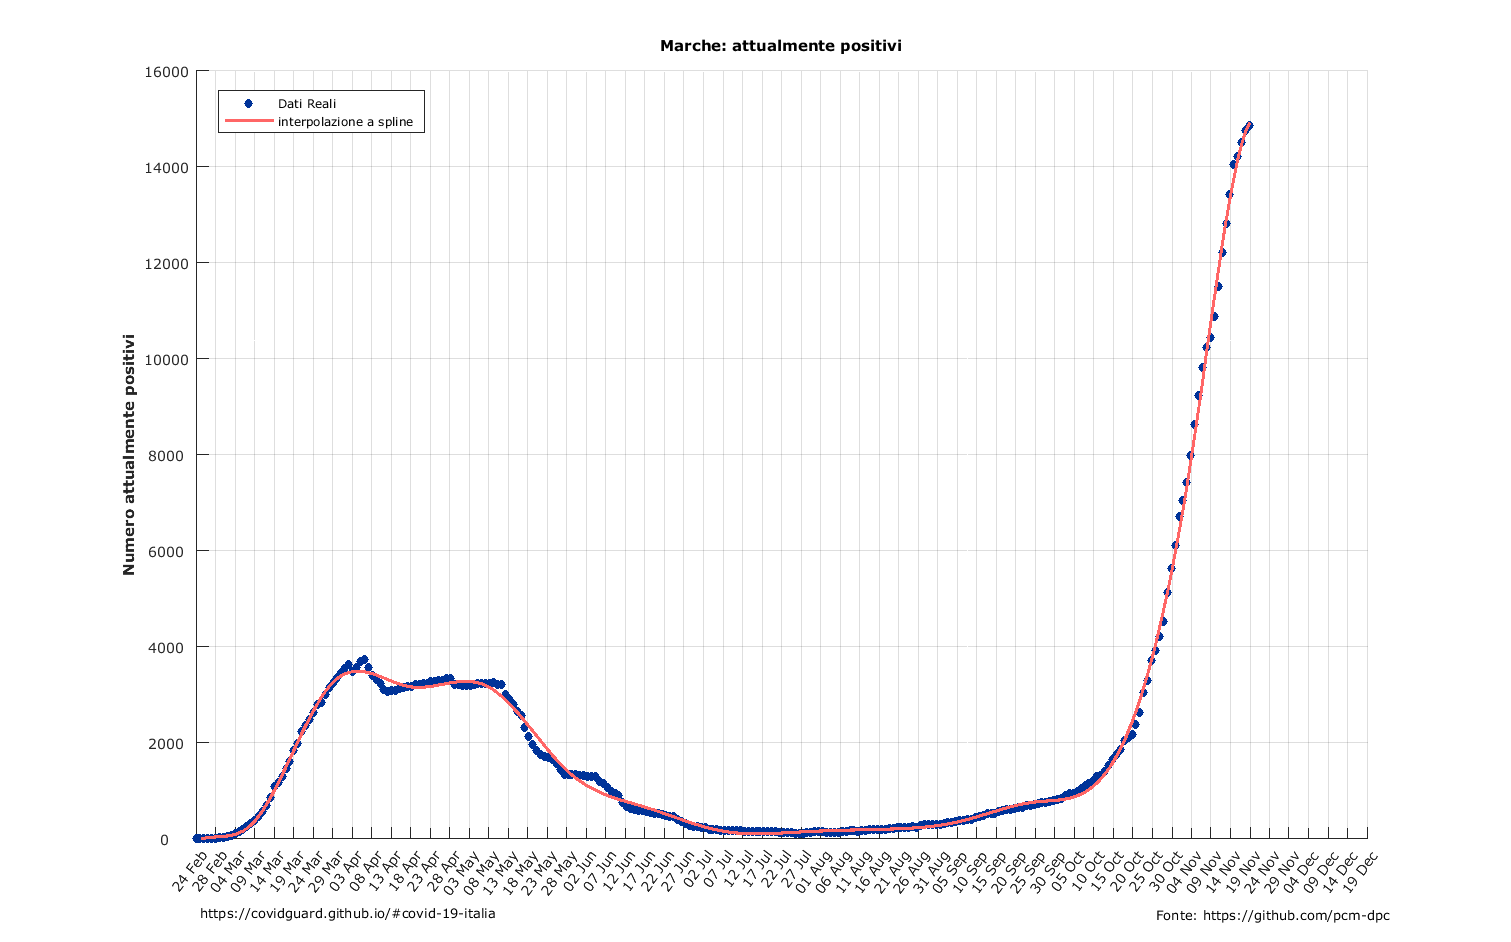 Marche: attualmente positivi
16000
14000
12000
10000
8000
6000
4000
2000
0
Numero attualmente positivi
Dati Reali
interpolazione a spline
24 Feb
28 Feb
04 Mar
09 Mar
14 Mar
19 Mar
24 Mar
29 Mar
03 Apr
08 Apr
13 Apr
18 Apr
23 Apr
28 Apr
03 May
08 May
13 May
18 May
23 May
28 May
02 Jun
07 Jun
12 Jun
17 Jun
22 Jun
27 Jun
02 Jul
07 Jul
12 Jul
17 Jul
22 Jul
27 Jul
01 Aug
06 Aug
11 Aug
16 Aug
21 Aug
26 Aug
31 Aug
05 Sep
10 Sep
15 Sep
20 Sep
25 Sep
30 Sep
05 Oct
10 Oct
15 Oct
20 Oct
25 Oct
30 Oct
04 Nov
09 Nov
14 Nov
19 Nov
24 Nov
29 Nov
04 Dec
09 Dec
14 Dec
19 Dec
https://covidguard.github.io/#covid-19-italia
Fonte: https://github.com/pcm-dpc